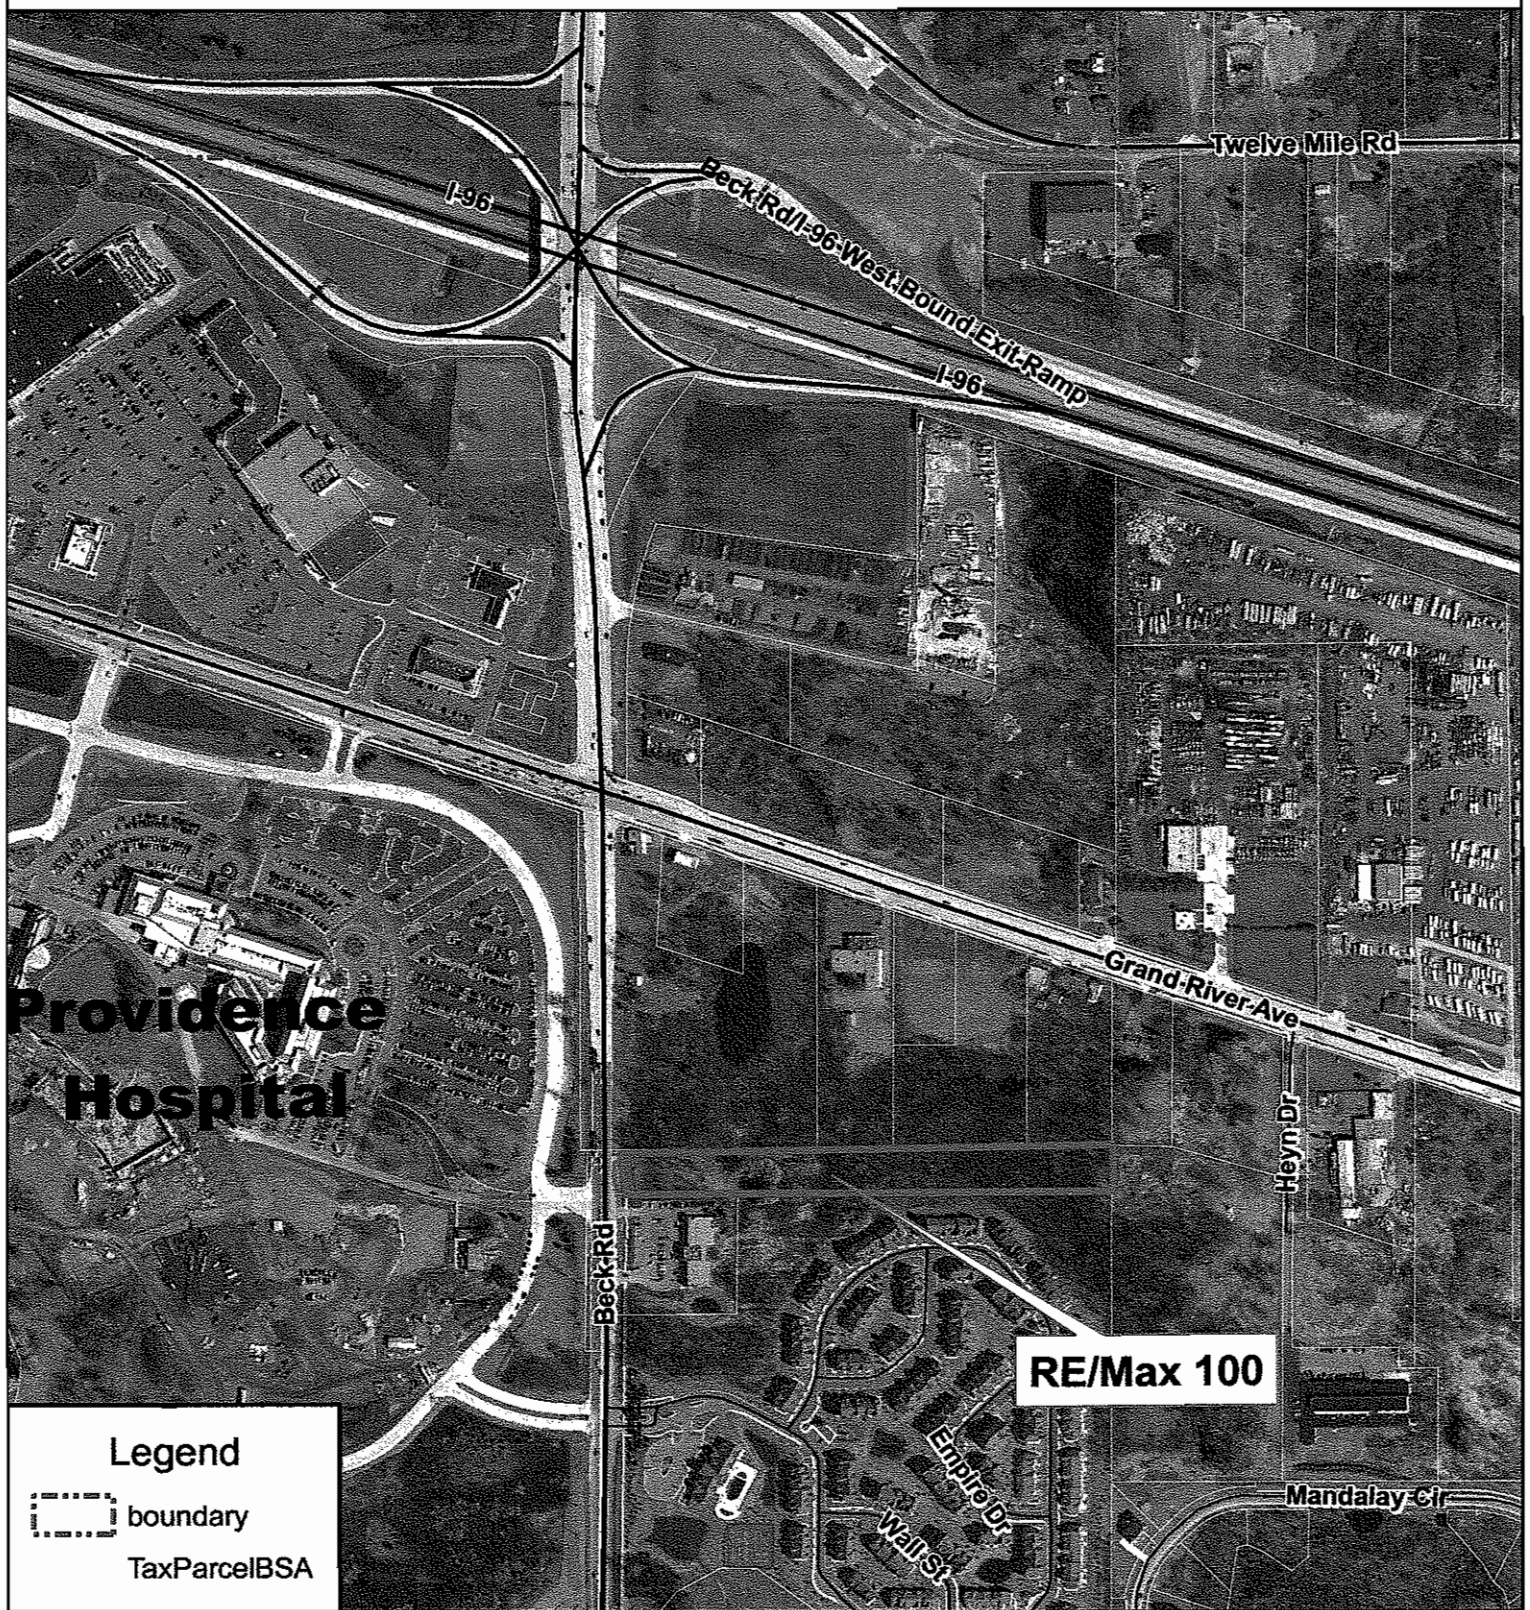 Twelve Mile Rd
I-96
Beck Rd/I-96 West Bound Exit Ramp
I-96
Grand River Ave
Providence
Hospital
Heyn Dr
Beck Rd
RE/Max 100
Empire Dr
Wall St
Mandalay Cir
Legend
boundary
TaxParcelBSA